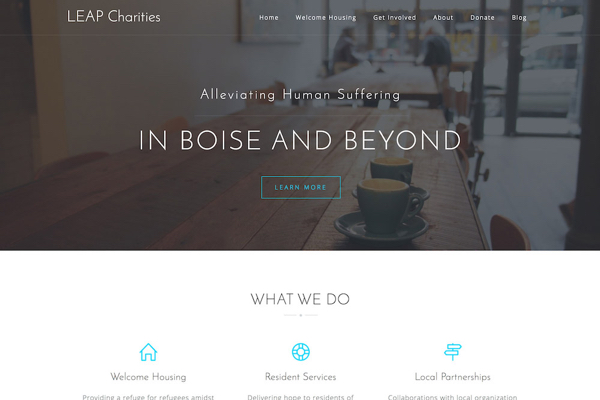 LEAP Charities
Home Welcome Housing Get Involved About Donate Blog
Alleviating Human Suffering
IN BOISE AND BEYOND
LEARN MORE
WHAT WE DO
Welcome Housing Resident Services Local Partnerships
Providing a refuge for refugees amidst Delivering hope to residents of Collaborations with local organization